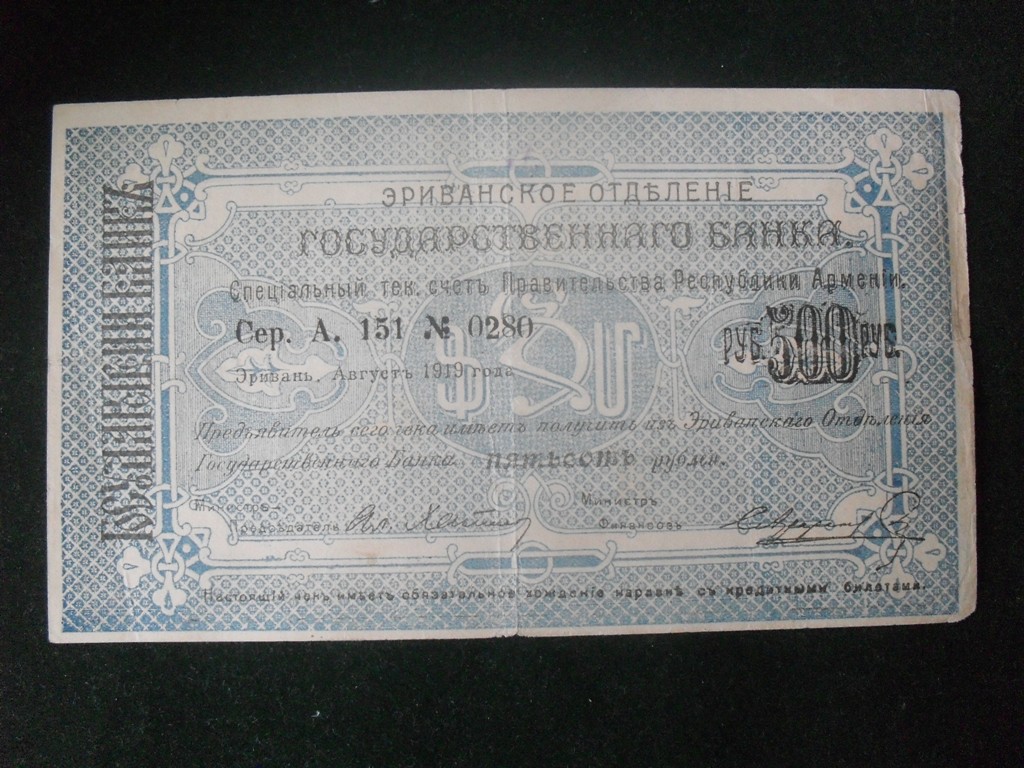 ЭРИВАНСКОЕ ОТДѢЛЕНІЕ
ГОСУДАРСТВЕННАГО БАНКА.
Спеціальный тек. счетъ Правительства Республики Арменіи.
Сер. А. 151 № 0280
РУБ. 500 РУБ.
Эривань. Августъ 1919 года
Предъявитель сего чека имѣетъ получить изъ Эриванскаго Отдѣленія
Государственнаго Банка пятьсотъ рублей.
Министръ-
Предсѣдатель
Министръ
Финансовъ
Настоящій чекъ имѣетъ обязательное хожденіе наравнѣ съ кредитными билетами.